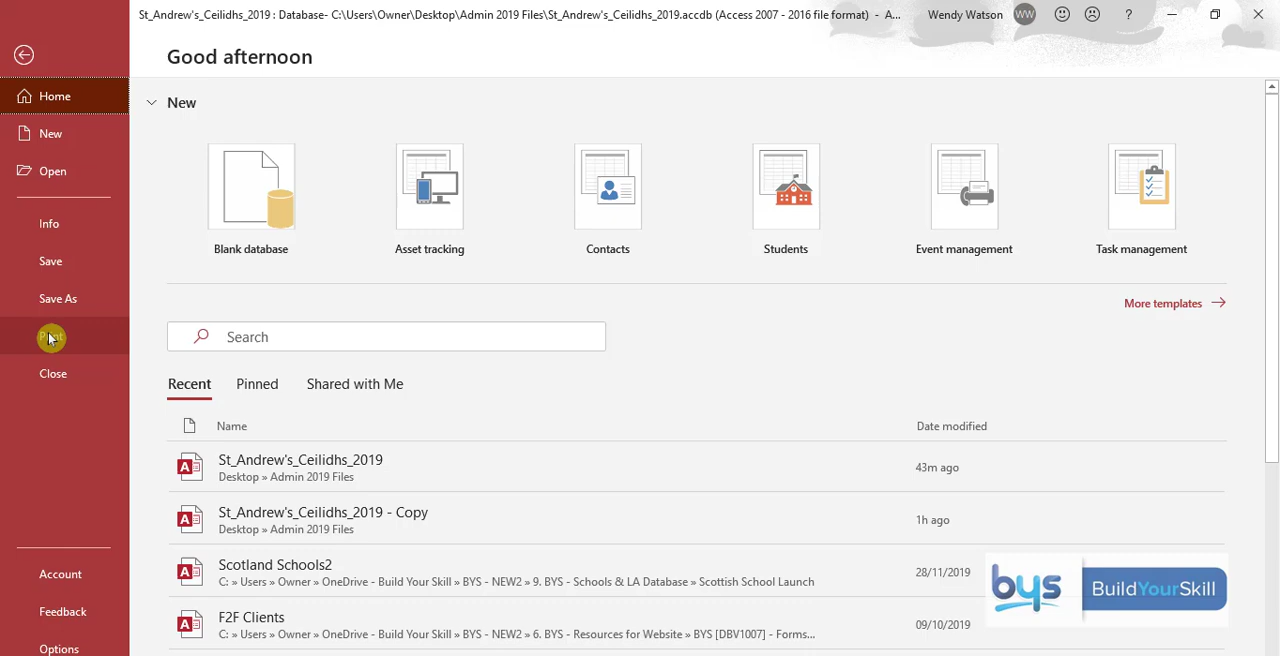 St_Andrew's_Ceilidhs_2019 : Database- C:\Users\Owner\Desktop\Admin 2019 Files\St_Andrew's_Ceilidhs_2019.accdb (Access 2007 - 2016 file format) - A...
Wendy Watson
WW
?
Good afternoon
Home
New
Open
Info
Save
Save As
Print
Close
Account
Feedback
Options
New
Blank database
Asset tracking
Contacts
Students
Event management
Task management
More templates
Search
Recent
Pinned
Shared with Me
Name
Date modified
St_Andrew's_Ceilidhs_2019
Desktop » Admin 2019 Files
43m ago
St_Andrew's_Ceilidhs_2019 - Copy
Desktop » Admin 2019 Files
1h ago
Scotland Schools2
C: » Users » Owner » OneDrive - Build Your Skill » BYS - NEW2 » 9. BYS - Schools & LA Database » Scottish School Launch
28/11/2019
F2F Clients
C: » Users » Owner » OneDrive - Build Your Skill » BYS - NEW2 » 6. BYS - Resources for Website » BYS [DBV1007] - Forms...
09/10/2019
bys BuildYourSkill